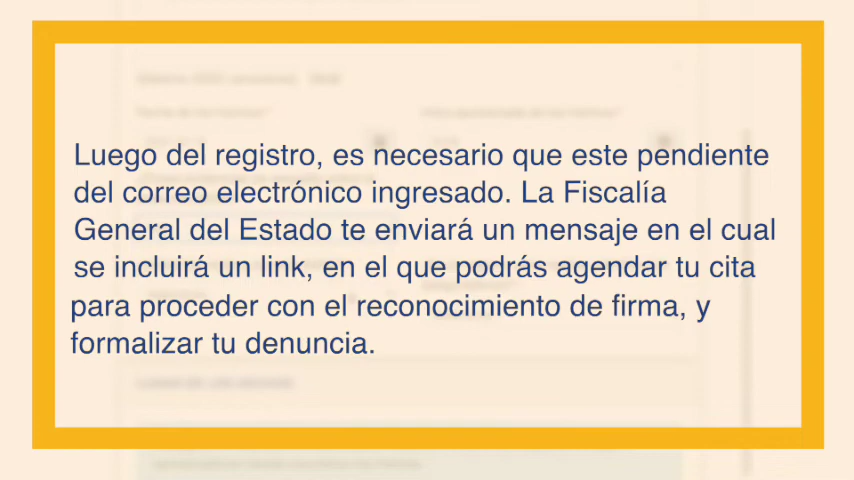 Luego del registro, es necesario que este pendiente
del correo electrónico ingresado. La Fiscalía
General del Estado te enviará un mensaje en el cual
se incluirá un link, en el que podrás agendar tu cita
para proceder con el reconocimiento de firma, y
formalizar tu denuncia.